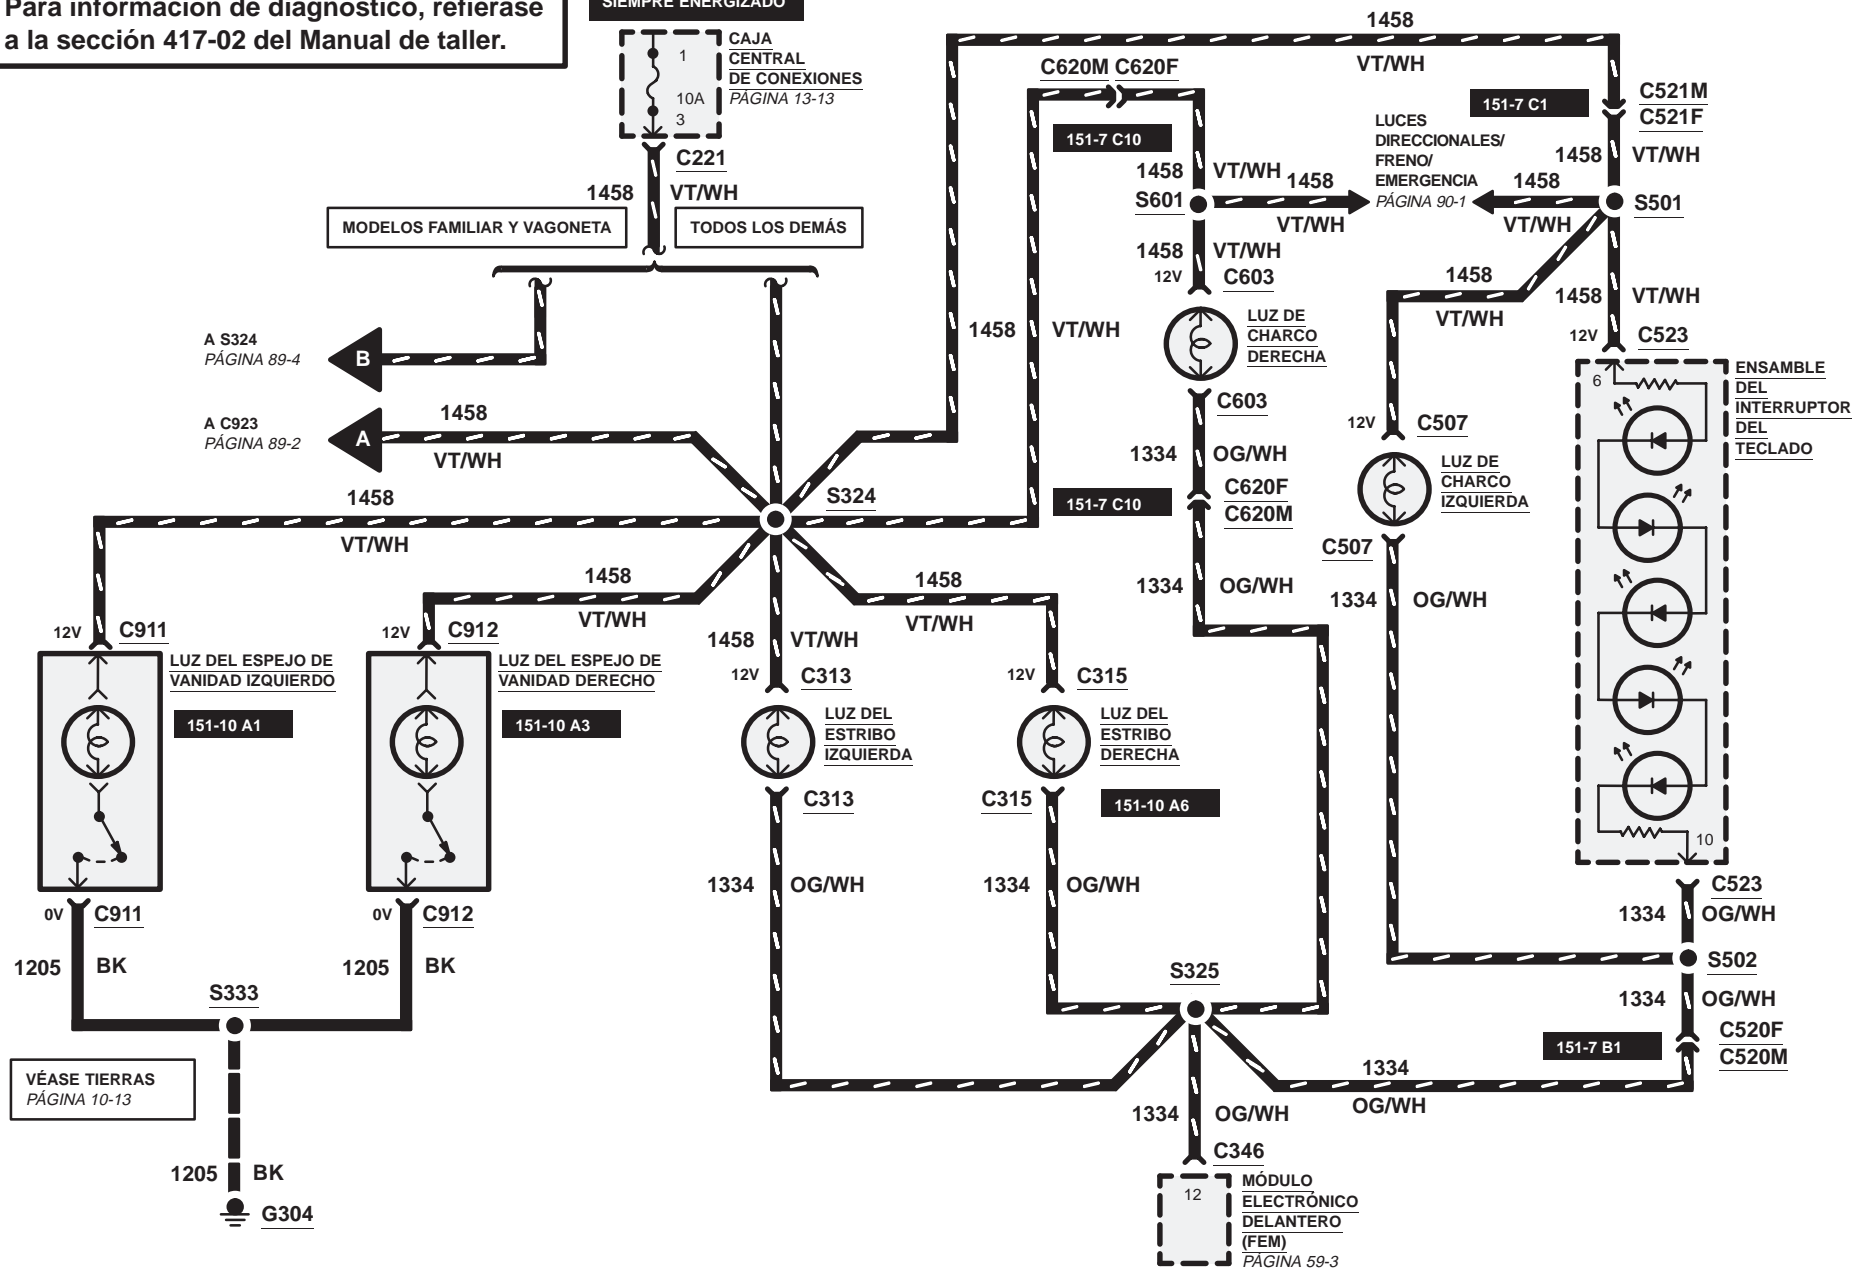 Para información de diagnóstico, refiérase
a la sección 417-02 del Manual de taller.
SIEMPRE ENERGIZADO
1
10A
3
CAJA
CENTRAL
DE CONEXIONES
PÁGINA 13-13
C221
1458
VT/WH
MODELOS FAMILIAR Y VAGONETA
TODOS LOS DEMÁS
A S324
PÁGINA 89-4
B
A C923
PÁGINA 89-2
A
1458
VT/WH
1458
VT/WH
S324
1458
VT/WH
C620M C620F
151-7 C10
1458
VT/WH
1458
VT/WH
S601
1458
VT/WH
LUCES
DIRECCIONALES/
FRENO/
EMERGENCIA
PÁGINA 90-1
151-7 C1
C521M
C521F
1458
VT/WH
1458
VT/WH
S501
1458
VT/WH
12V
C603
LUZ DE
CHARCO
DERECHA
C603
1334
OG/WH
151-7 C10
C620F
C620M
1334
OG/WH
1458
VT/WH
1458
VT/WH
12V
C523
6
ENSAMBLE
DEL
INTERRUPTOR
DEL
TECLADO
12V
C507
LUZ DE
CHARCO
IZQUIERDA
C507
1334
OG/WH
10
C523
1334
OG/WH
S502
1334
OG/WH
151-7 B1
C520F
C520M
1458
VT/WH
1458
VT/WH
1458
VT/WH
12V
C911
LUZ DEL ESPEJO DE
VANIDAD IZQUIERDO
151-10 A1
12V
C912
LUZ DEL ESPEJO DE
VANIDAD DERECHO
151-10 A3
12V
C313
LUZ DEL
ESTRIBO
IZQUIERDA
C313
12V
C315
LUZ DEL
ESTRIBO
DERECHA
C315
151-10 A6
1334
OG/WH
1334
OG/WH
0V
C911
0V
C912
1205
BK
1205
BK
S333
S325
VÉASE TIERRAS
PÁGINA 10-13
1205
BK
G304
1334
OG/WH
1334
OG/WH
C346
12
MÓDULO
ELECTRÓNICO
DELANTERO
(FEM)
PÁGINA 59-3